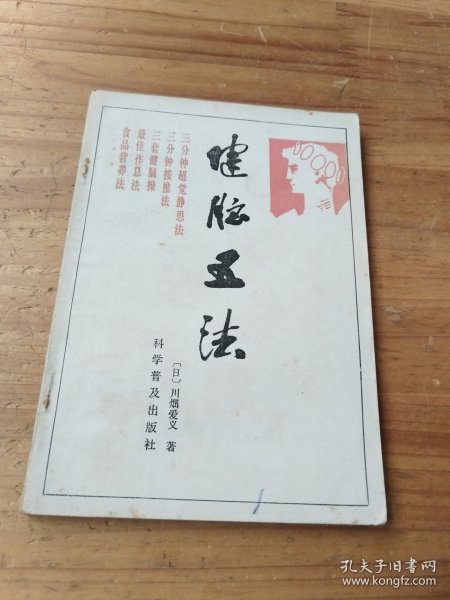 健脑五法
三分钟超觉静思法
三分钟按推法
三套健脑操
最佳作息法
食品营养法
〔日〕川畑爱义 著
科学普及出版社
孔夫子旧书网
www.kongfz.com